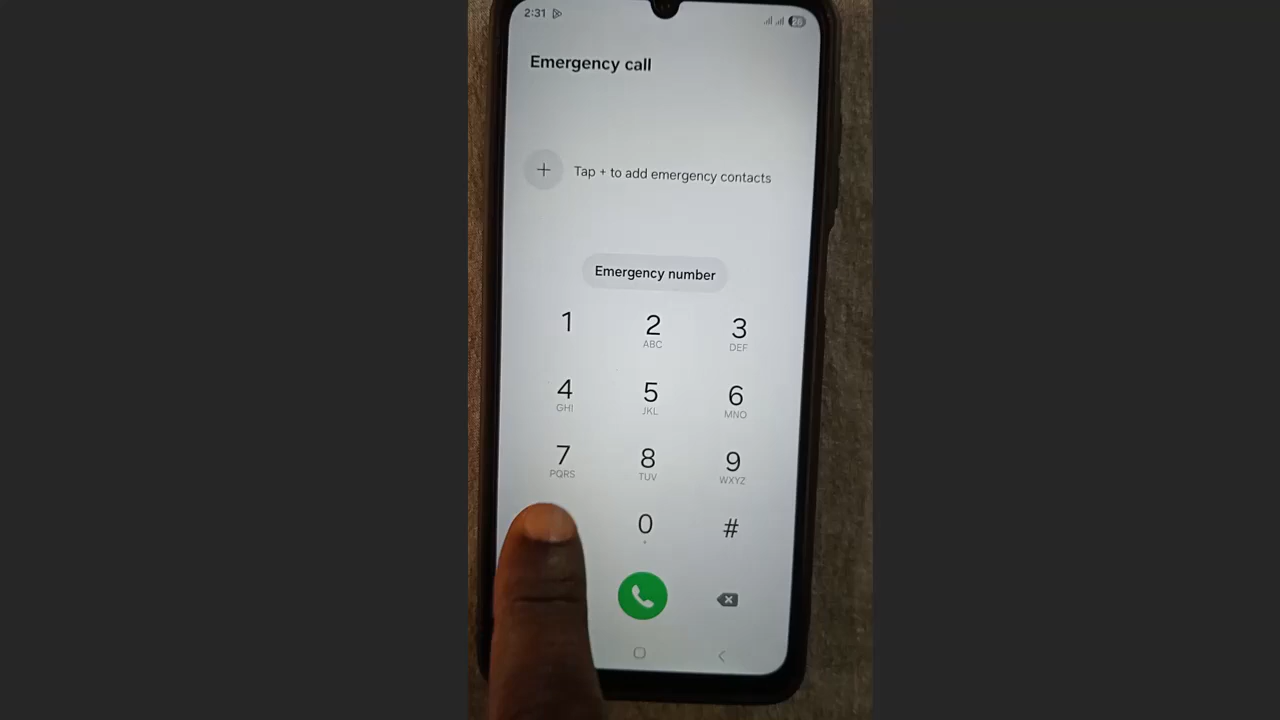 2:31
26
Emergency call
+ Tap + to add emergency contacts
Emergency number
1 2 3
ABC DEF
4 5 6
GHI JKL MNO
7 8 9
PQRS TUV WXYZ
0 #